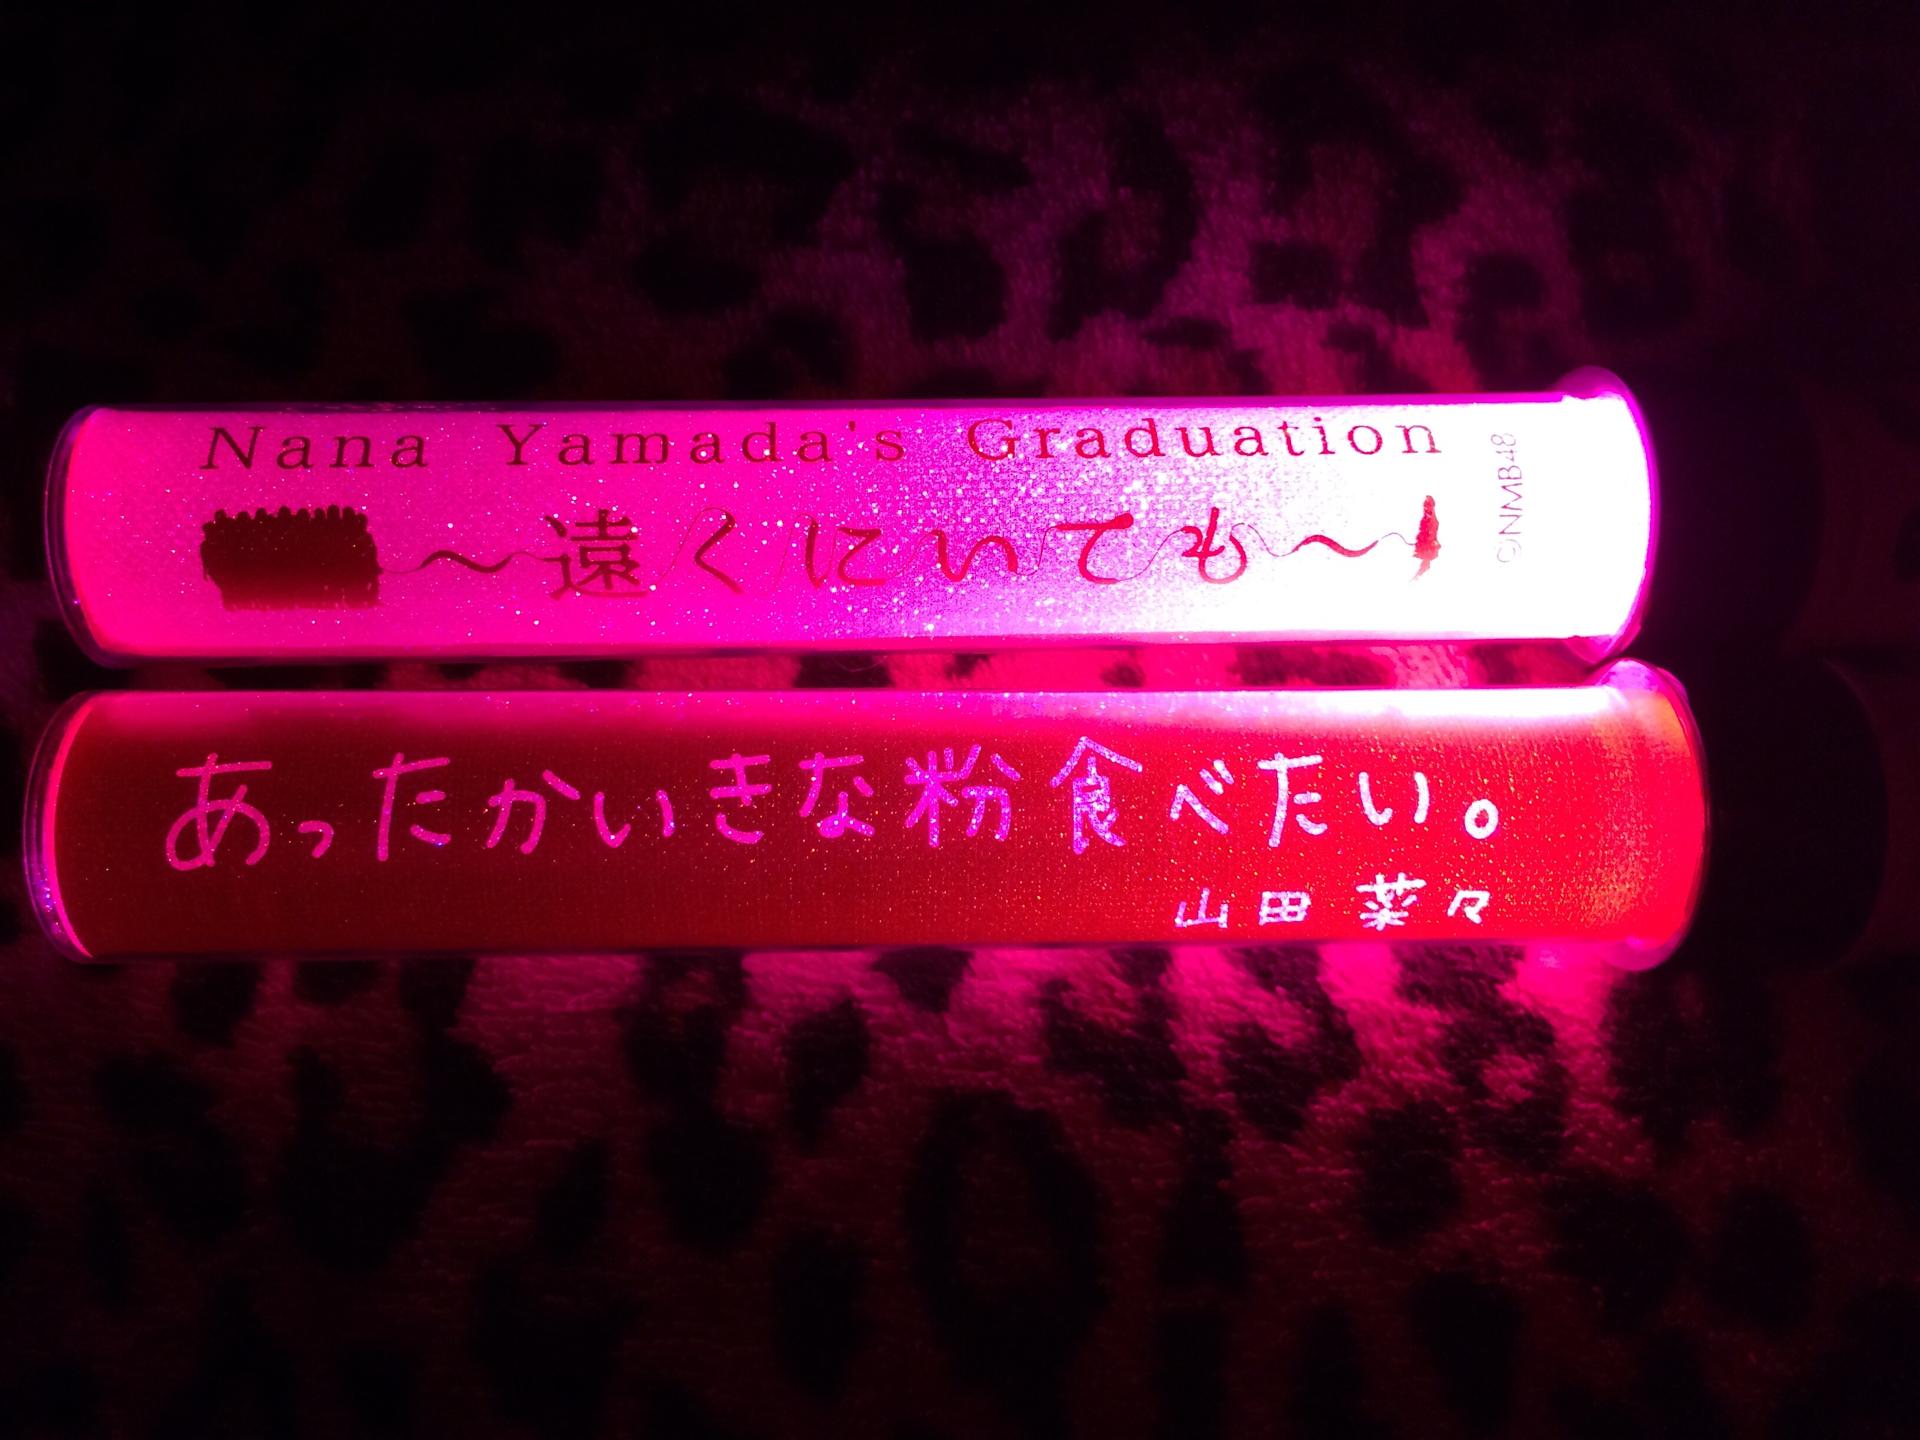 Nana Yamada's Graduation
～遠くにいても～
©NMB48
あったかいきな粉食べたい。
山田菜々